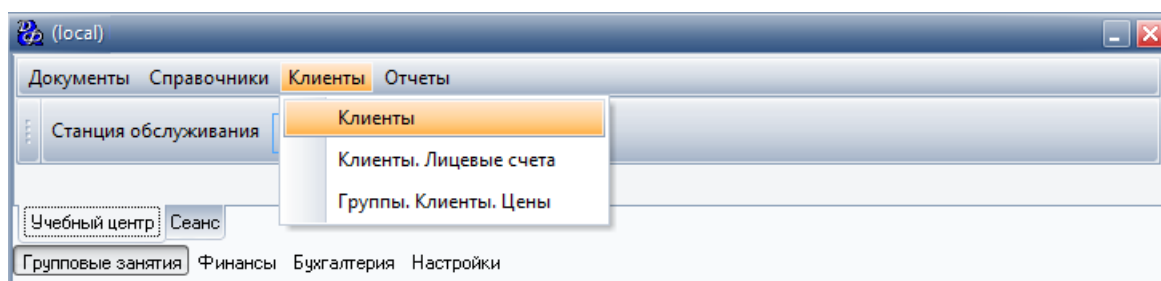 (local)
Документы Справочники Клиенты Отчеты
Станция обслуживания
Клиенты
Клиенты. Лицевые счета
Группы. Клиенты. Цены
Учебный центр Сеанс
Групповые занятия Финансы Бухгалтерия Настройки